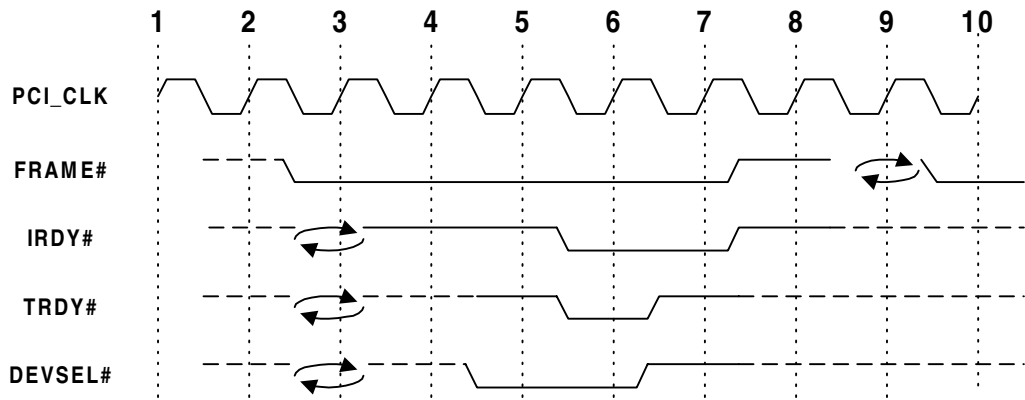 1 2 3 4 5 6 7 8 9 10
PCI_CLK
FRAME#
IRDY#
TRDY#
DEVSEL#